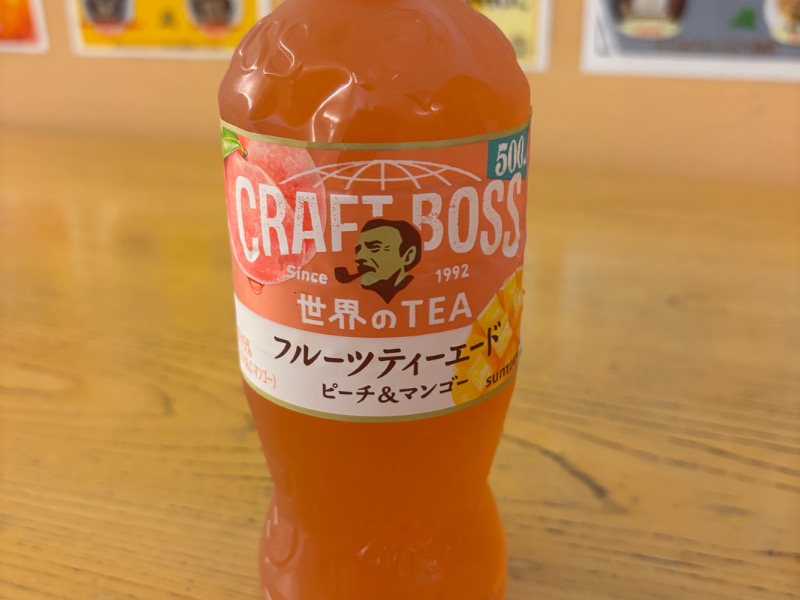 500
CRAFT BOSS
Since 1992
世界のTEA
フルーツティーエード
ピーチ&マンゴー